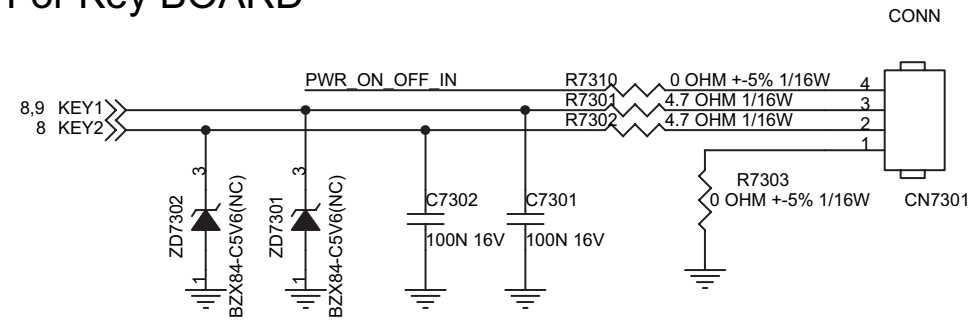 For Key BOARD
CONN
PWR_ON_OFF_IN
R7310
0 OHM +-5% 1/16W
4
8,9 KEY1
R7301
4.7 OHM 1/16W
3
8 KEY2
R7302
4.7 OHM 1/16W
2
1
R7303
0 OHM +-5% 1/16W
CN7301
3
ZD7302
1
BZX84-C5V6(NC)
3
ZD7301
1
BZX84-C5V6(NC)
C7302
100N 16V
C7301
100N 16V